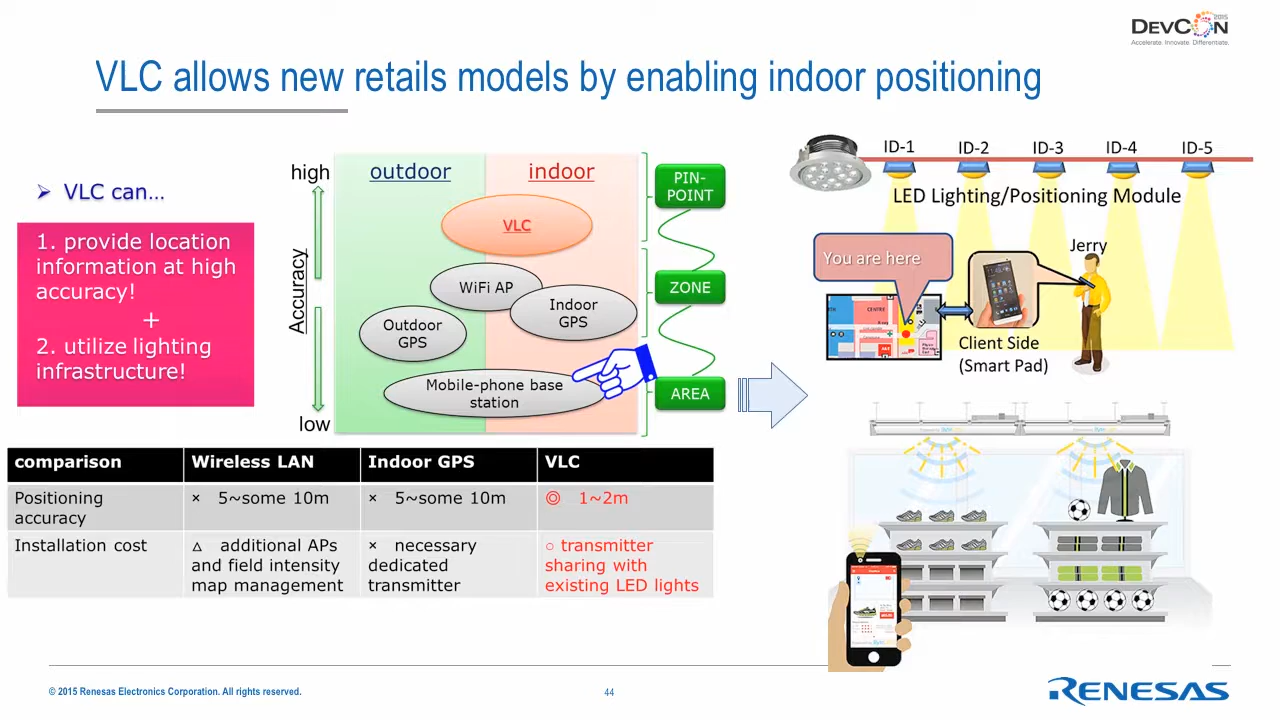 DEVCON 2015
Accelerate. Innovate. Differentiate.
VLC allows new retails models by enabling indoor positioning
➢ VLC can…
1. provide location
information at high
accuracy!
+
2. utilize lighting
infrastructure!
high
Accuracy
low
outdoor
indoor
VLC
WiFi AP
Indoor
GPS
Outdoor
GPS
Mobile-phone base
station
PIN-
POINT
ZONE
AREA
ID-1
ID-2
ID-3
ID-4
ID-5
LED Lighting/Positioning Module
You are here
Jerry
CENTRE
Client Side
(Smart Pad)
comparison
Wireless LAN
Indoor GPS
VLC
Positioning
accuracy
× 5~some 10m
× 5~some 10m
◎ 1~2m
Installation cost
△ additional APs
and field intensity
map management
× necessary
dedicated
transmitter
○ transmitter
sharing with
existing LED lights
© 2015 Renesas Electronics Corporation. All rights reserved.
44
RENESAS